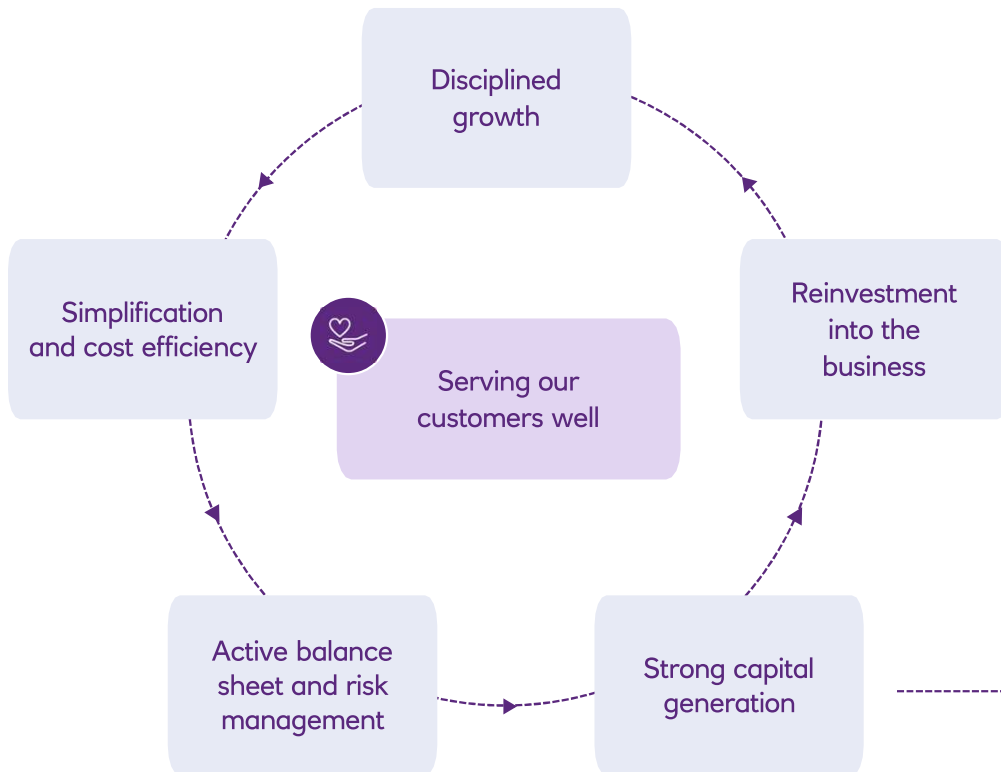 Disciplined
growth
Simplification
and cost efficiency
Serving our
customers well
Reinvestment
into the
business
Active balance
sheet and risk
management
Strong capital
generation